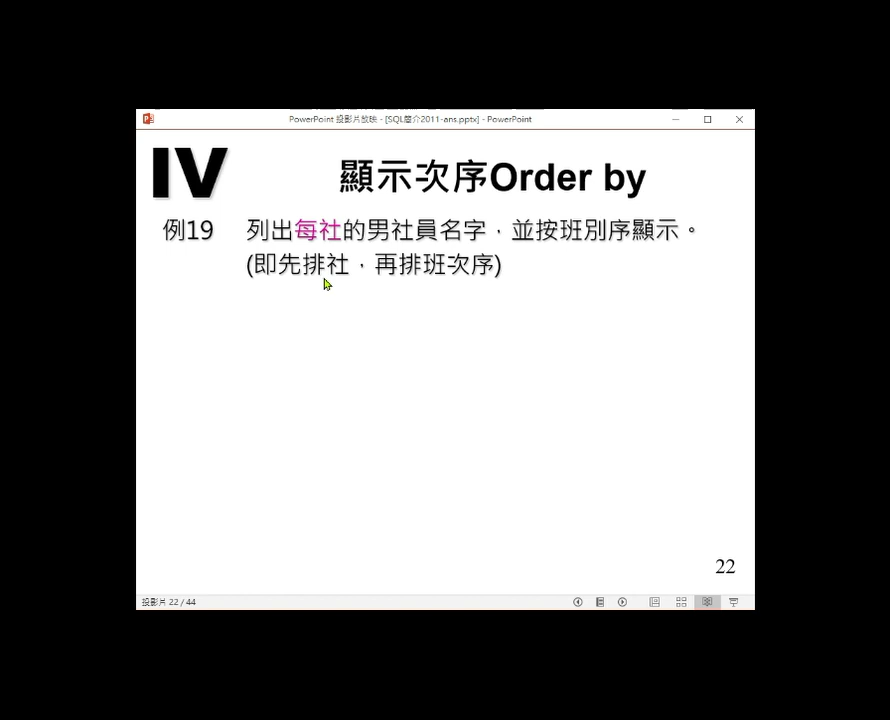 PowerPoint 投影片放映 - [SQL簡介2011-ans.pptx] - PowerPoint
IV 顯示次序Order by
例19 列出每社的男社員名字，並按班別序顯示。
(即先排社，再排班次序)
22
投影片 22 / 44